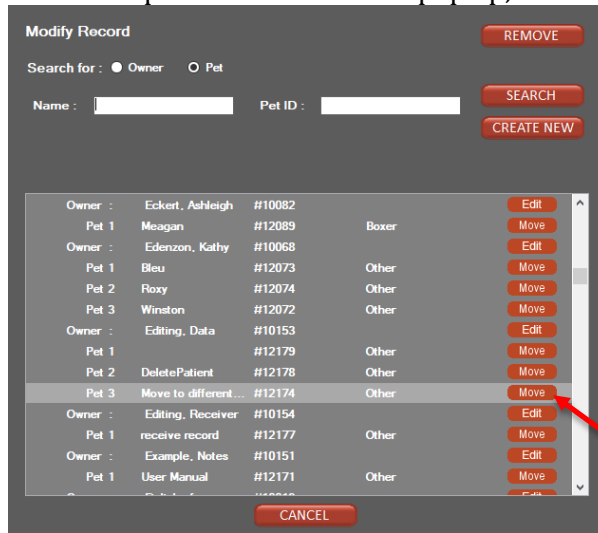 Modify Record REMOVE
Search for : Owner Pet
SEARCH
Name : Pet ID :
CREATE NEW
Owner : Eckert, Ashleigh #10082 Edit
Pet 1 Meagan #12089 Boxer Move
Owner : Edenzon, Kathy #10068 Edit
Pet 1 Bleu #12073 Other Move
Pet 2 Roxy #12074 Other Move
Pet 3 Winston #12072 Other Move
Owner : Editing, Data #10153 Edit
Pet 1 #12179 Other Move
Pet 2 DeletePatient #12178 Other Move
Pet 3 Move to different... #12174 Other Move
Owner : Editing, Receiver #10154 Edit
Pet 1 receive record #12177 Other Move
Owner : Example, Notes #10151 Edit
Pet 1 User Manual #12171 Other Move
CANCEL